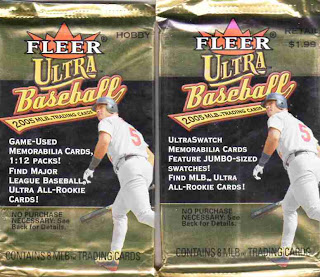 FLEER
HOBBY
ULTRA
Baseball
2005 MLB TRADING CARDS
GAME-USED
MEMORABILIA CARDS,
1:12 PACKS!
FIND MAJOR
LEAGUE BASEBALL
ULTRA ALL-ROOKIE
CARDS!
5
NO PURCHASE
NECESSARY: See
Back for Details.
CONTAINS 8 MLB TRADING CARDS
FLEER
RETAIL
$1.99
ULTRA
Baseball
2005 MLB TRADING CARDS
ULTRASWATCH
MEMORABILIA CARDS
FEATURE JUMBO-SIZED
SWATCHES!
FIND MLB ULTRA
ALL-ROOKIE CARDS!
5
NO PURCHASE
NECESSARY: See
Back for Details.
CONTAINS 8 MLB TRADING CARDS